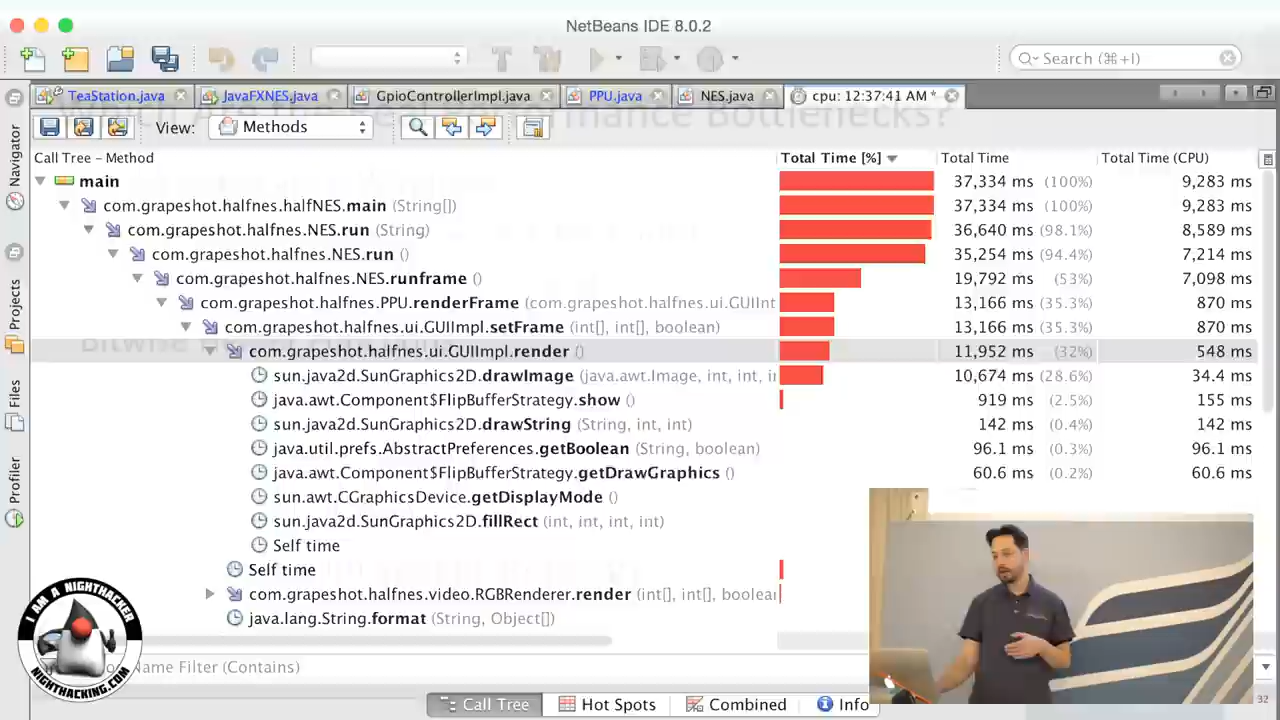 NetBeans IDE 8.0.2
Search (⌘+I)
TeaStation.java
JavaFXNES.java
GpioControllerImpl.java
PPU.java
NES.java
cpu: 12:37:41 AM *
Performance Bottlenecks?
View: Methods
Call Tree – Method
Total Time [%]
Total Time
Total Time (CPU)
main 37,334 ms (100%) 9,283 ms
com.grapeshot.halfnes.halfNES.main (String[]) 37,334 ms (100%) 9,283 ms
com.grapeshot.halfnes.NES.run (String) 36,640 ms (98.1%) 8,589 ms
com.grapeshot.halfnes.NES.run () 35,254 ms (94.4%) 7,214 ms
com.grapeshot.halfnes.NES.runframe () 19,792 ms (53%) 7,098 ms
com.grapeshot.halfnes.PPU.renderFrame (com.grapeshot.halfnes.ui.GUIInt 13,166 ms (35.3%) 870 ms
com.grapeshot.halfnes.ui.GUIImpl.setFrame (int[], int[], boolean) 13,166 ms (35.3%) 870 ms
com.grapeshot.halfnes.ui.GUIImpl.render () 11,952 ms (32%) 548 ms
sun.java2d.SunGraphics2D.drawImage (java.awt.Image, int, int, i 10,674 ms (28.6%) 34.4 ms
java.awt.Component$FlipBufferStrategy.show () 919 ms (2.5%) 155 ms
sun.java2d.SunGraphics2D.drawString (String, int, int) 142 ms (0.4%) 142 ms
java.util.prefs.AbstractPreferences.getBoolean (String, boolean) 96.1 ms (0.3%) 96.1 ms
java.awt.Component$FlipBufferStrategy.getDrawGraphics () 60.6 ms (0.2%) 60.6 ms
sun.awt.CGraphicsDevice.getDisplayMode ()
sun.java2d.SunGraphics2D.fillRect (int, int, int, int)
Self time
Self time
com.grapeshot.halfnes.video.RGBRenderer.render (int[], int[], boolean
java.lang.String.format (String, Object[])
Name Filter (Contains)
Call Tree
Hot Spots
Combined
Info
Navigator
Projects
Files
Profiler
I AM A NIGHTHACKER
NIGHTHACKING.COM
32